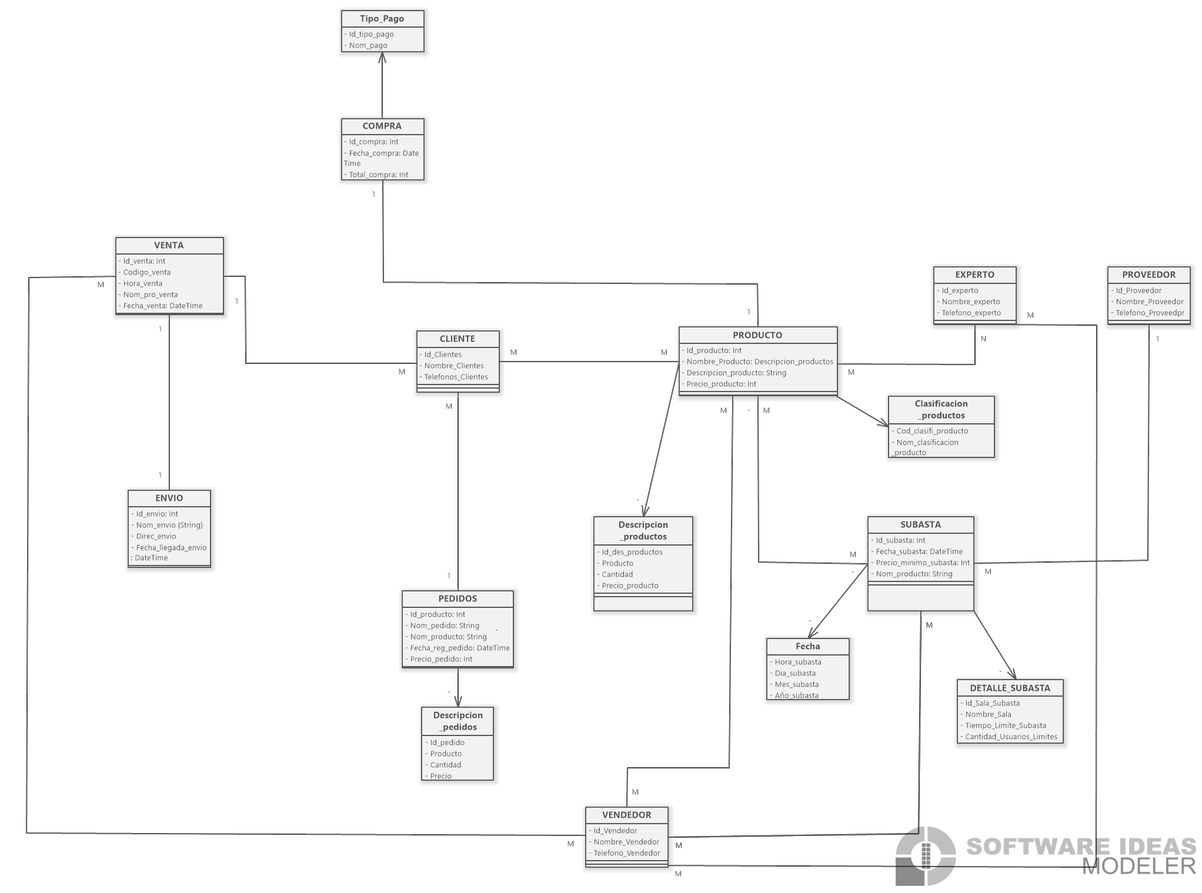 Tipo_Pago
- Id_tipo_pago
- Nom_pago
COMPRA
- Id_compra: Int
- Fecha_compra: Date
Time
- Total_compra: Int
1
VENTA
- Id_venta: Int
- Codigo_venta
- Hora_venta
- Nom_pro_venta
- Fecha_venta: DateTime
M
1
1
1
ENVIO
- Id_envio: Int
- Nom_envio (String)
- Direc_envio
- Fecha_llegada_envio
: DateTime
CLIENTE
- Id_Clientes
- Nombre_Clientes
- Telefonos_Clientes
M
M
M
M
1
1
PRODUCTO
- Id_producto: Int
- Nombre_Producto: Descripcion_productos
- Descripcion_producto: String
- Precio_producto: Int
M
M
- M
EXPERTO
- Id_experto
- Nombre_experto
- Telefono_experto
M
N
PROVEEDOR
- Id_Proveedor
- Nombre_Proveedor
- Telefono_Proveedpr
1
Clasificacion
_productos
- Cod_clasifi_producto
- Nom_clasificacion
_producto
-
Descripcion
_productos
- Id_des_productos
- Producto
- Cantidad
- Precio_producto
SUBASTA
- Id_subasta: Int
- Fecha_subasta: DateTime
- Precio_minimo_subasta: Int
- Nom_producto: String
M
-
M
M
PEDIDOS
- Id_producto: Int
- Nom_pedido: String
- Nom_producto: String
- Fecha_reg_pedido: DateTime
- Precio_pedido: Int
-
-
Descripcion
_pedidos
- Id_pedido
- Producto
- Cantidad
- Precio
-
Fecha
- Hora_subasta
- Dia_subasta
- Mes_subasta
- Año_subasta
-
DETALLE_SUBASTA
- Id_Sala_Subasta
- Nombre_Sala
- Tiempo_Limite_Subasta
- Cantidad_Usuarios_Limites
M
VENDEDOR
- Id_Vendedor
- Nombre_Vendedor
- Telefono_Vendedor
M
M
M
SOFTWARE IDEAS
MODELER